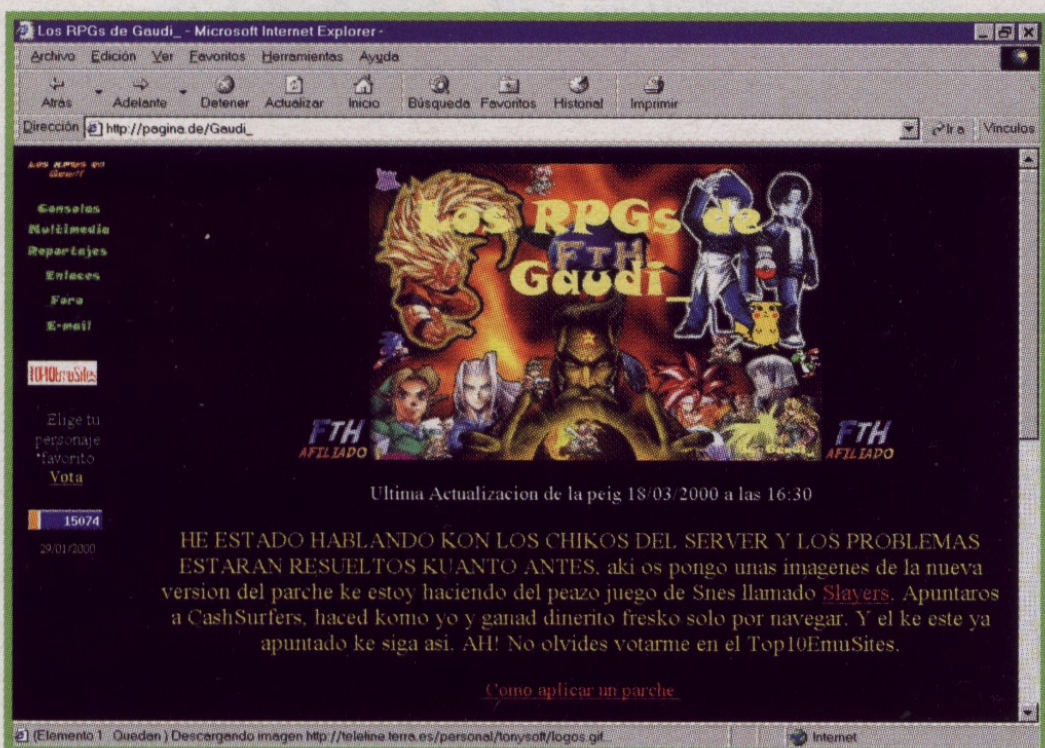 Los RPGs de Gaudi_ - Microsoft Internet Explorer -
Archivo Edición Ver Favoritos Herramientas Ayuda
Atrás Adelante Detener Actualizar Inicio Búsqueda Favoritos Historial Imprimir
Dirección http://pagina.de/Gaudi_ Ir a Vínculos
Los RPGs de
Gaudi
Consolas
Multimedia
Reportajes
Enlaces
Foro
E-mail
TOP10EmuSites
Elige tu
personaje
*favorito
Vota
15074
29/01/2000
Los RPGs de
FTH
Gaudi_
FTH
AFILIADO
FTH
AFILIADO
Ultima Actualizacion de la peig 18/03/2000 a las 16:30
HE ESTADO HABLANDO KON LOS CHIKOS DEL SERVER Y LOS PROBLEMAS
ESTARAN RESUELTOS KUANTO ANTES, aki os pongo unas imagenes de la nueva
version del parche ke estoy haciendo del peazo juego de Snes llamado Slayers. Apuntaros
a CashSurfers, haced komo yo y ganad dinerito fresko solo por navegar. Y el ke este ya
apuntado ke siga asi. AH! No olvides votarme en el Top10EmuSites.
Como aplicar un parche
(Elemento 1 Quedan ) Descargando imagen http://teleline.terra.es/personal/tonysoft/logos.gif... Internet